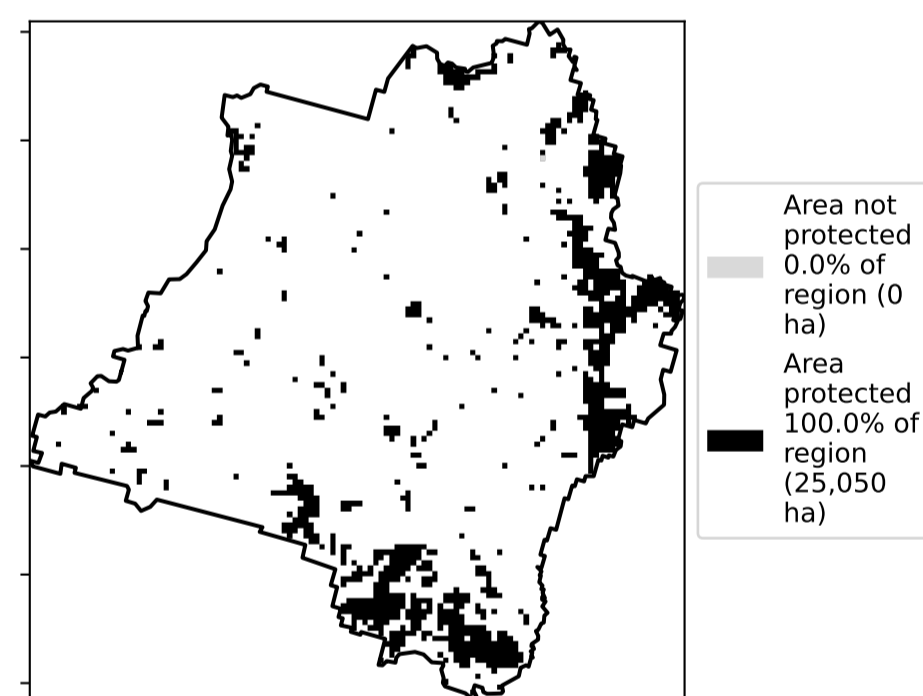 Area not
protected
0.0% of
region (0
ha)
Area
protected
100.0% of
region
(25,050
ha)